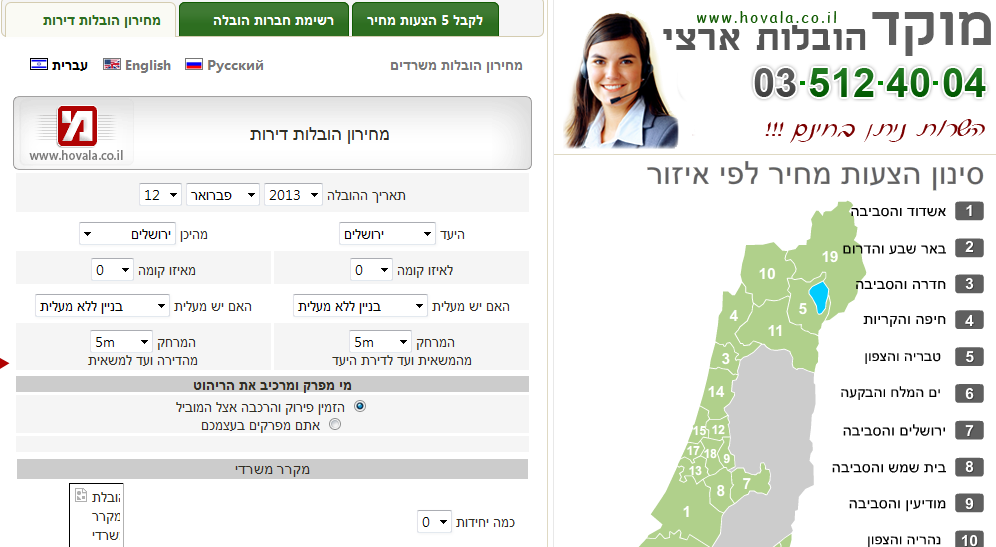 מחירון הובלות דירות
רשימת חברות הובלה
לקבל 5 הצעות מחיר
עברית
English
Русский
מחירון הובלות משרדים
www.hovala.co.il
מחירון הובלות דירות
תאריך ההובלה 2013 פברואר 12
היעד ירושלים מהיכן ירושלים
לאיזו קומה 0 מאיזו קומה 0
האם יש מעלית בניין ללא מעלית האם יש מעלית בניין ללא מעלית
המרחק 5m המרחק 5m
מהמשאית ועד לדירת היעד מהדירה ועד למשאית
מי מפרק ומרכיב את הריהוט
הזמין פירוק והרכבה אצל המוביל
אתם מפרקים בעצמכם
מקרר משרדי
הובלת
מקרר
משרדי
כמה יחידות 0
www.hovala.co.il
מוקד הובלות ארצי
03-512-40-04
השרות ניתן בחינם !!!
סינון הצעות מחיר לפי איזור
1 אשדוד והסביבה
2 באר שבע והדרום
3 חדרה והסביבה
4 חיפה והקריות
5 טבריה והצפון
6 ים המלח והבקעה
7 ירושלים והסביבה
8 בית שמש והסביבה
9 מודיעין והסביבה
10 נהריה והצפון
19
10
5
4
11
3
14
15
12
17
18
9
13
7
8
1